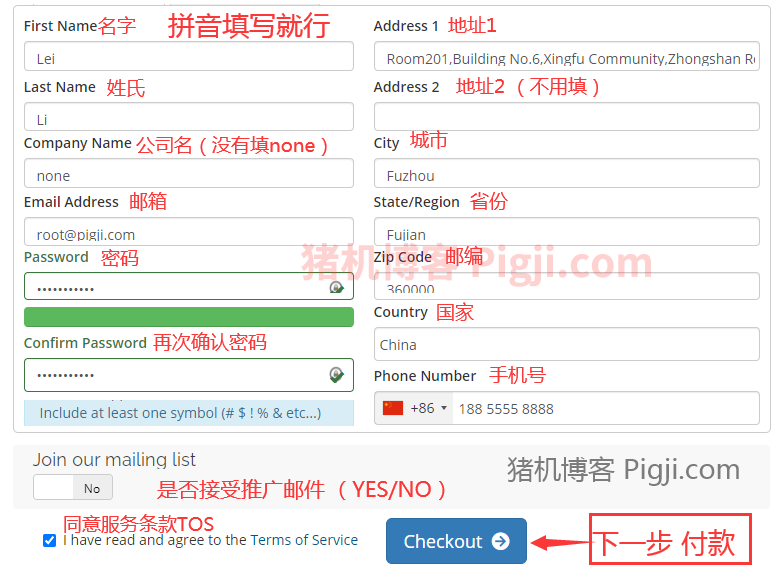 First Name名字 拼音填写就行
Lei
Last Name 姓氏
Li
Company Name 公司名（没有填none）
none
Email Address 邮箱
root@pigji.com
Password 密码
•••••••••••
Confirm Password 再次确认密码
•••••••••••
Include at least one symbol (# $ ! % & etc...)
Address 1 地址1
Room201,Building No.6,Xingfu Community,Zhongshan R
Address 2 地址2（不用填）
City 城市
Fuzhou
State/Region 省份
Fujian
猪机博客 Pigji.com
Zip Code 邮编
360000
Country 国家
China
Phone Number 手机号
+86 188 5555 8888
Join our mailing list
No
是否接受推广邮件 （YES/NO）
猪机博客 Pigji.com
同意服务条款TOS
I have read and agree to the Terms of Service
Checkout
下一步 付款